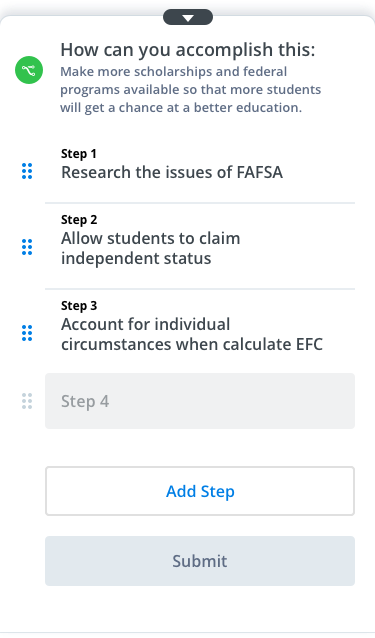 How can you accomplish this:
Make more scholarships and federal
programs available so that more students
will get a chance at a better education.
Step 1
Research the issues of FAFSA
Step 2
Allow students to claim
independent status
Step 3
Account for individual
circumstances when calculate EFC
Step 4
Add Step
Submit